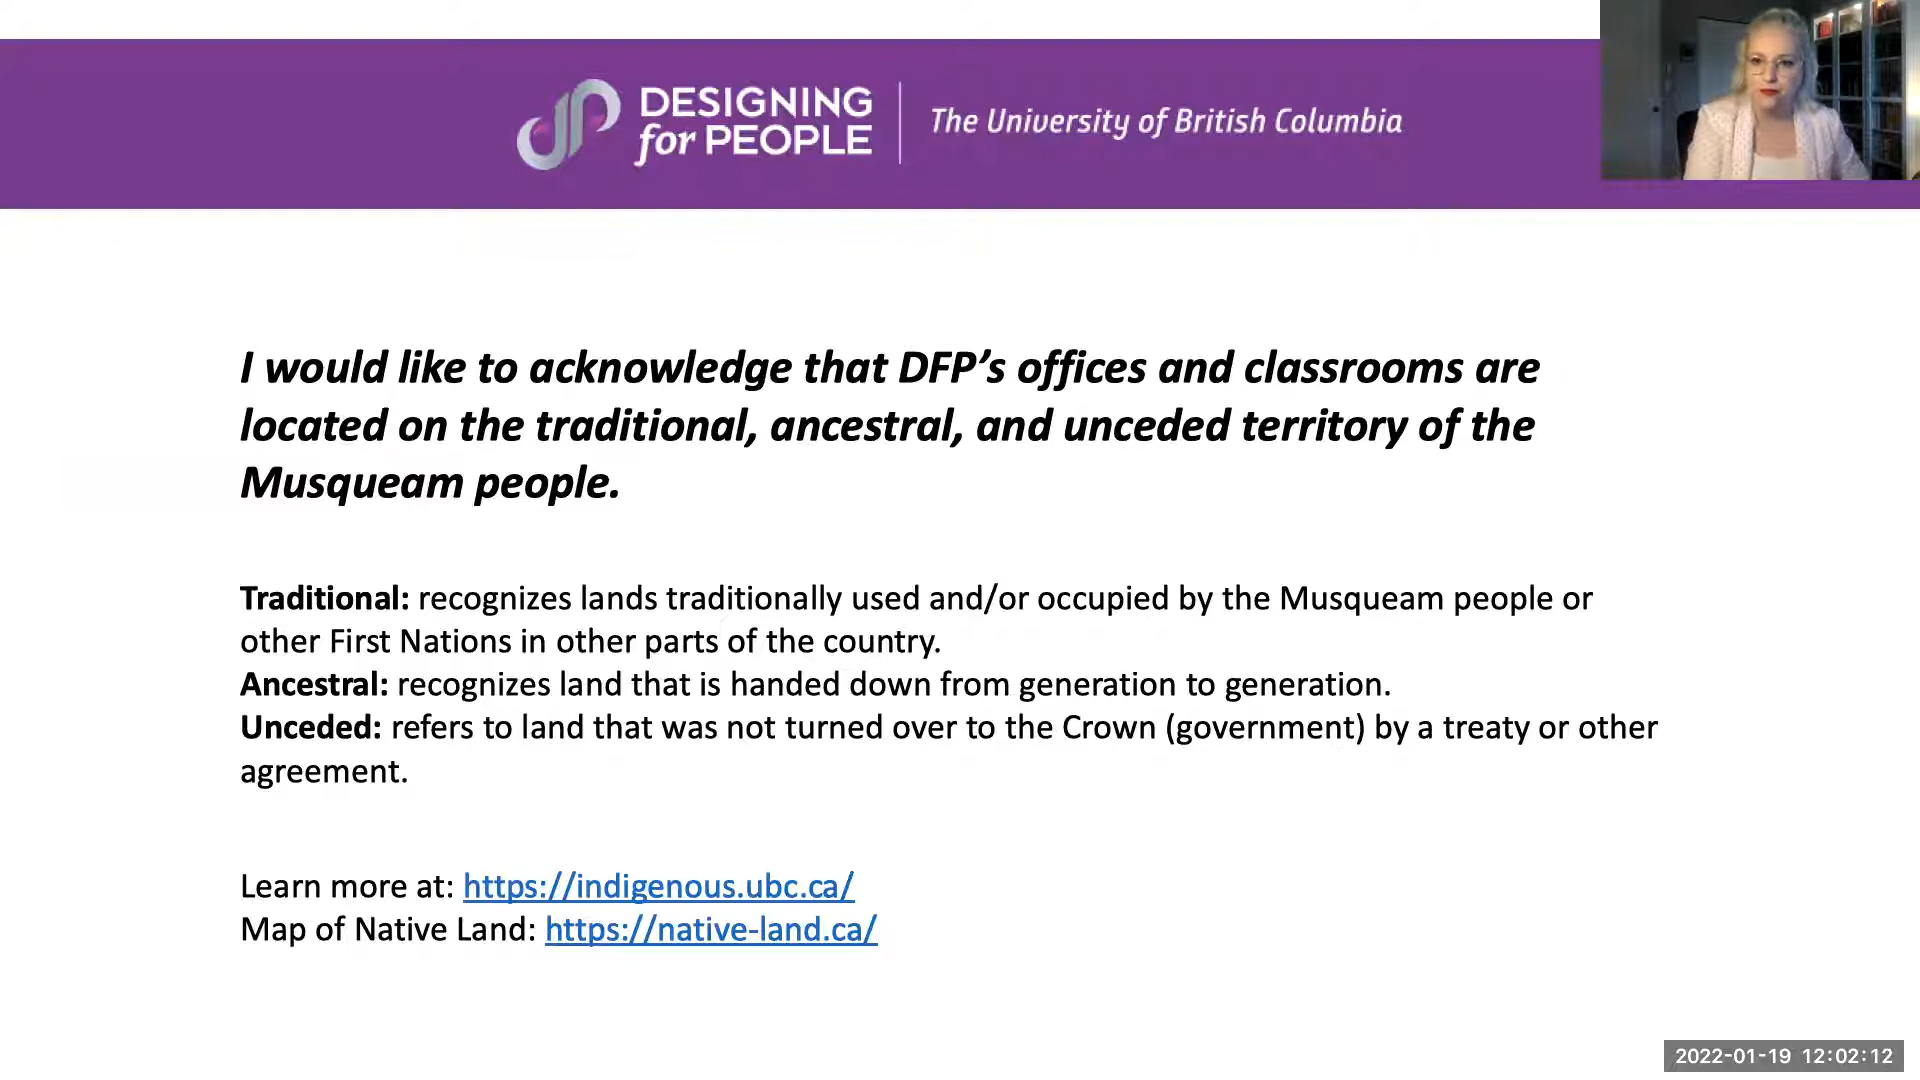 DESIGNING
for PEOPLE
The University of British Columbia
I would like to acknowledge that DFP’s offices and classrooms are
located on the traditional, ancestral, and unceded territory of the
Musqueam people.
Traditional: recognizes lands traditionally used and/or occupied by the Musqueam people or
other First Nations in other parts of the country.
Ancestral: recognizes land that is handed down from generation to generation.
Unceded: refers to land that was not turned over to the Crown (government) by a treaty or other
agreement.
Learn more at: https://indigenous.ubc.ca/
Map of Native Land: https://native-land.ca/
2022-01-19 12:02:12